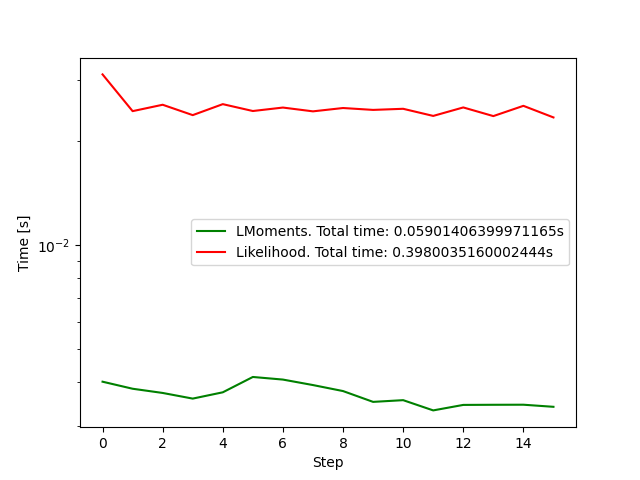 Time [s]
10⁻²
LMoments. Total time: 0.05901406399971165s
Likelihood. Total time: 0.3980035160002444s
0 2 4 6 8 10 12 14
Step